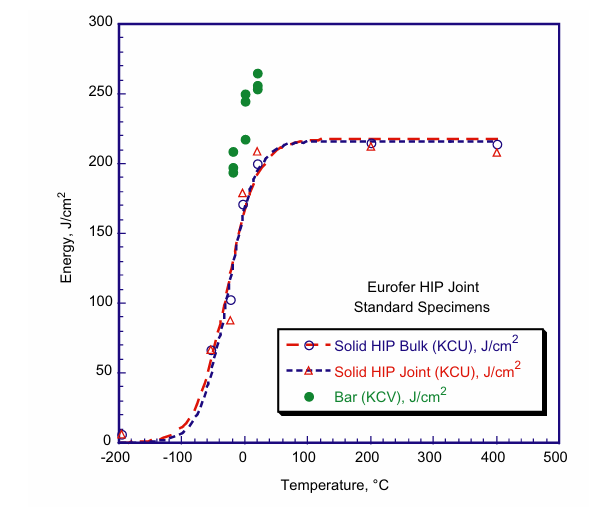 300
250
200
150
100
50
0
Energy, J/cm2
Eurofer HIP Joint
Standard Specimens
Solid HIP Bulk (KCU), J/cm2
Solid HIP Joint (KCU), J/cm2
Bar (KCV), J/cm2
-200 -100 0 100 200 300 400 500
Temperature, °C